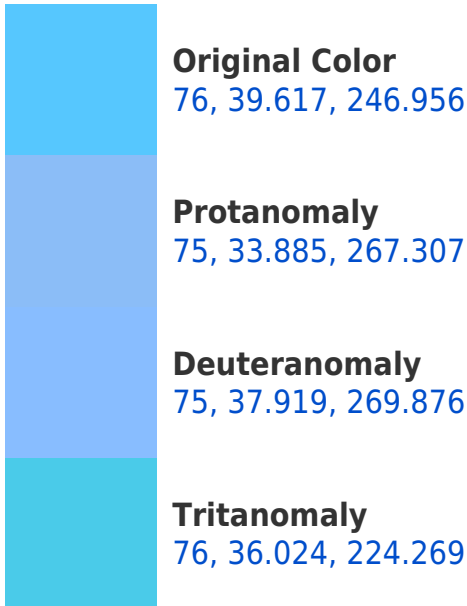 Original Color
76, 39.617, 246.956
Protanomaly
75, 33.885, 267.307
Deuteranomaly
75, 37.919, 269.876
Tritanomaly
76, 36.024, 224.269